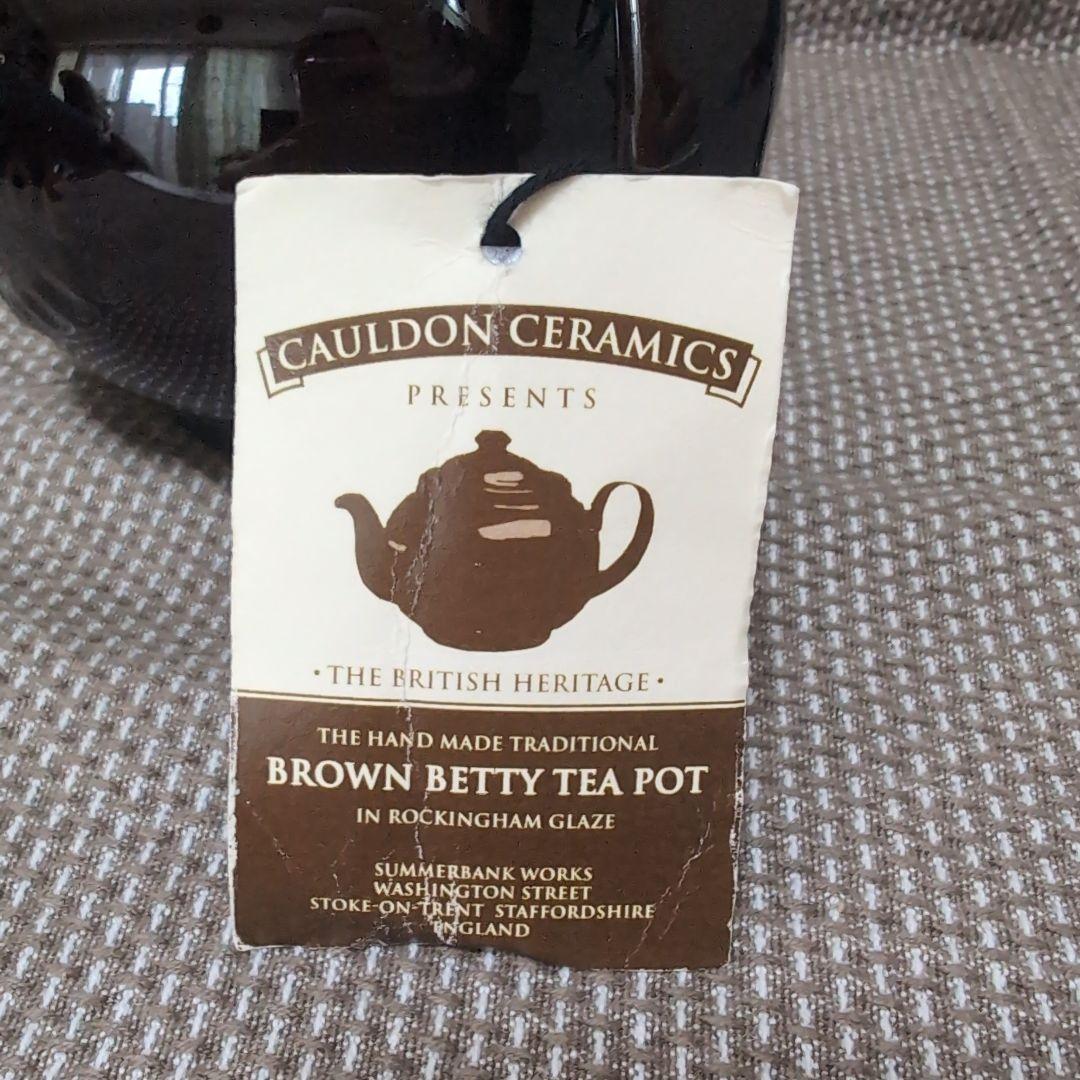 CAULDON CERAMICS
PRESENTS
• THE BRITISH HERITAGE •
THE HAND MADE TRADITIONAL
BROWN BETTY TEA POT
IN ROCKINGHAM GLAZE
SUMMERBANK WORKS
WASHINGTON STREET
STOKE-ON-TRENT STAFFORDSHIRE
ENGLAND